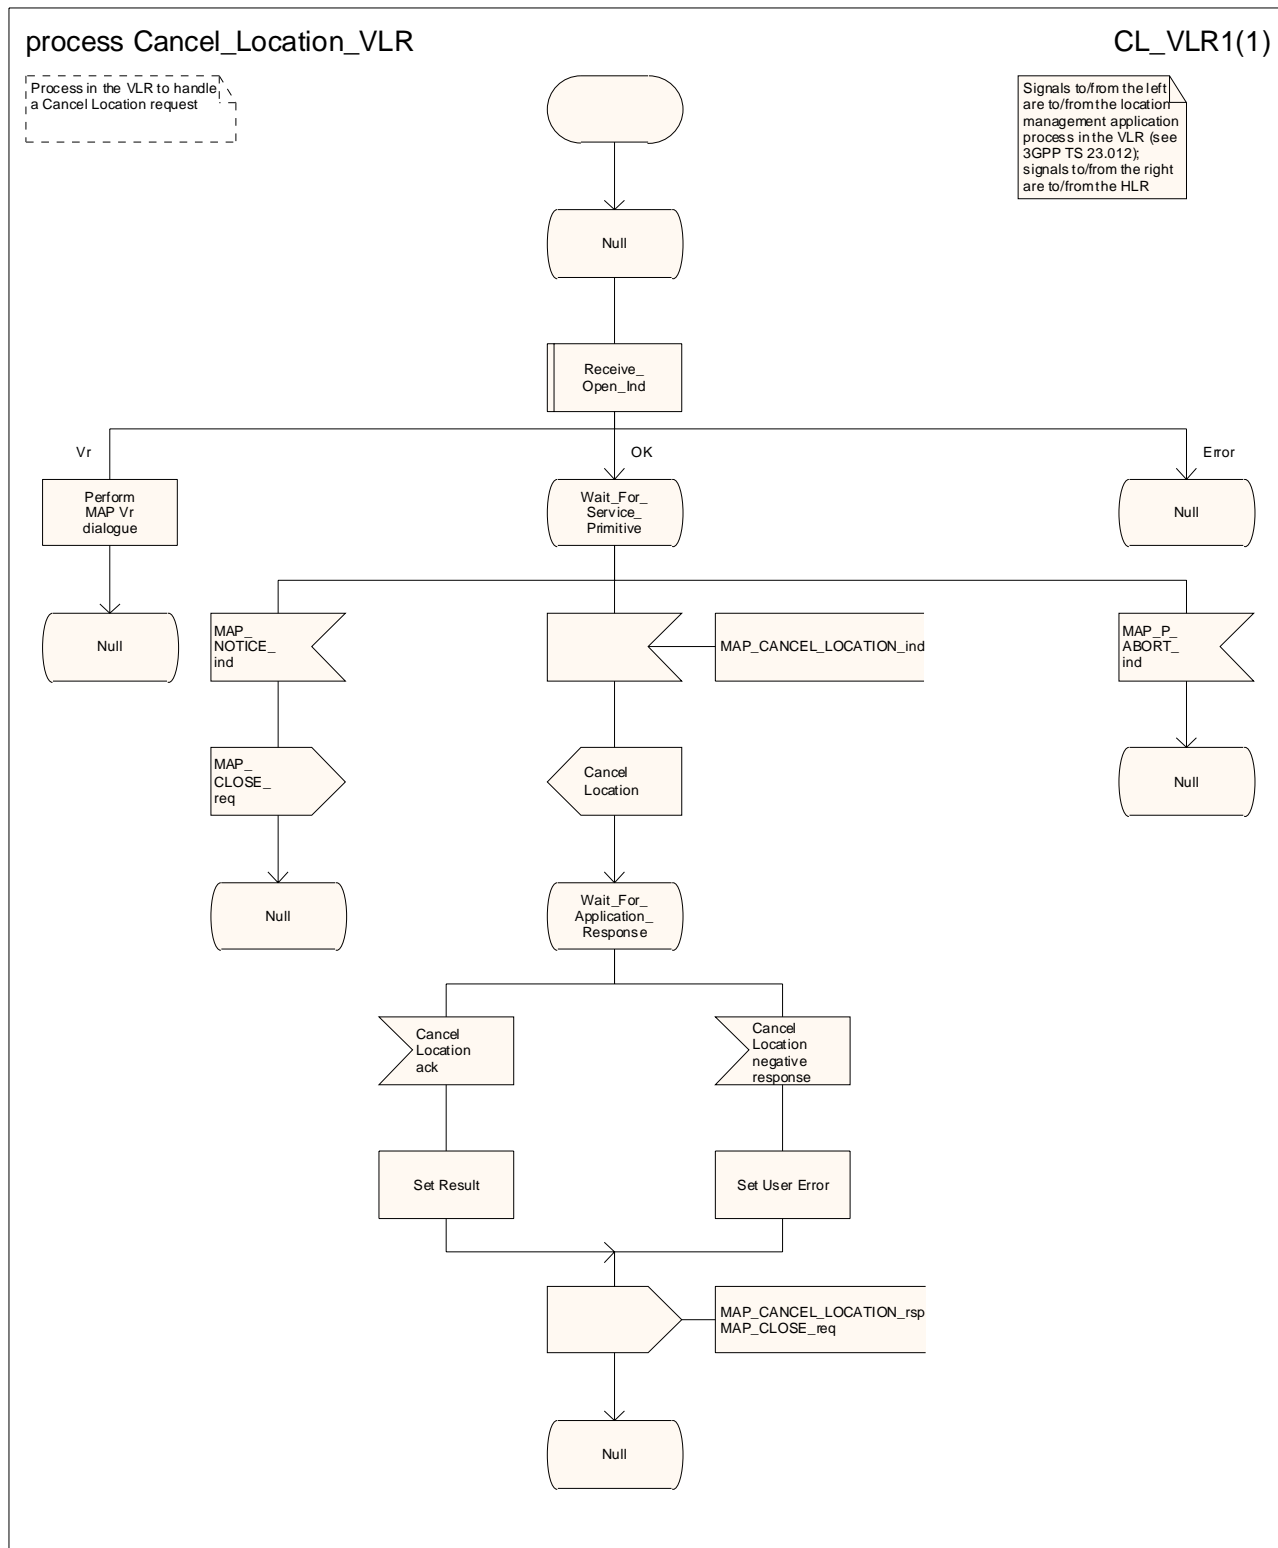 process Cancel_Location_VLR
CL_VLR1(1)
Process in the VLR to handle
a Cancel Location request
Signals to/from the left
are to/from the location
management application
process in the VLR (see
3GPP TS 23.012);
signals to/from the right
are to/from the HLR
Null
Receive_
Open_Ind
Vr
OK
Error
Perform
MAP Vr
dialogue
Wait_For_
Service_
Primitive
Null
Null
MAP_
NOTICE_
ind
MAP_CANCEL_LOCATION_ind
MAP_P_
ABORT_
ind
MAP_
CLOSE_
req
Cancel
Location
Null
Null
Wait_For_
Application_
Response
Cancel
Location
ack
Cancel
Location
negative
response
Set Result
Set User Error
MAP_CANCEL_LOCATION_rsp
MAP_CLOSE_req
Null